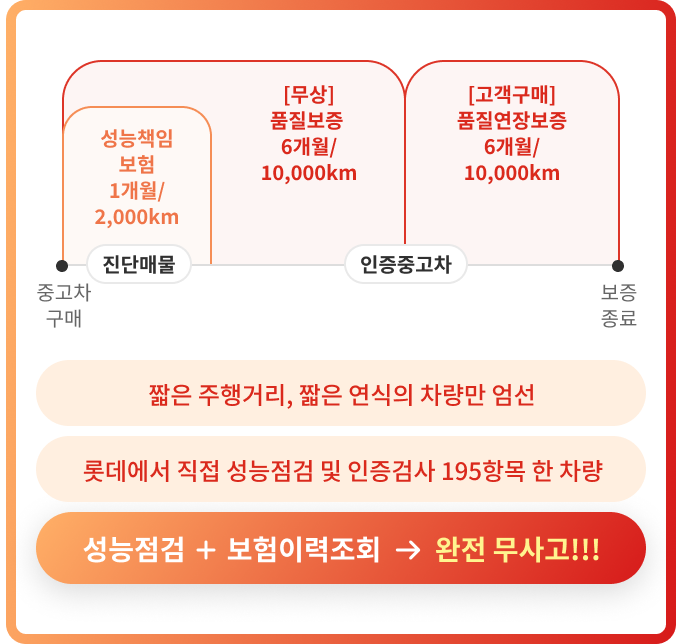 [무상]
품질보증
6개월/
10,000km
[고객구매]
품질연장보증
6개월/
10,000km
성능책임
보험
1개월/
2,000km
진단매물
인증중고차
중고차
구매
보증
종료
짧은 주행거리, 짧은 연식의 차량만 엄선
롯데에서 직접 성능점검 및 인증검사 195항목 한 차량
성능점검 + 보험이력조회 → 완전 무사고!!!